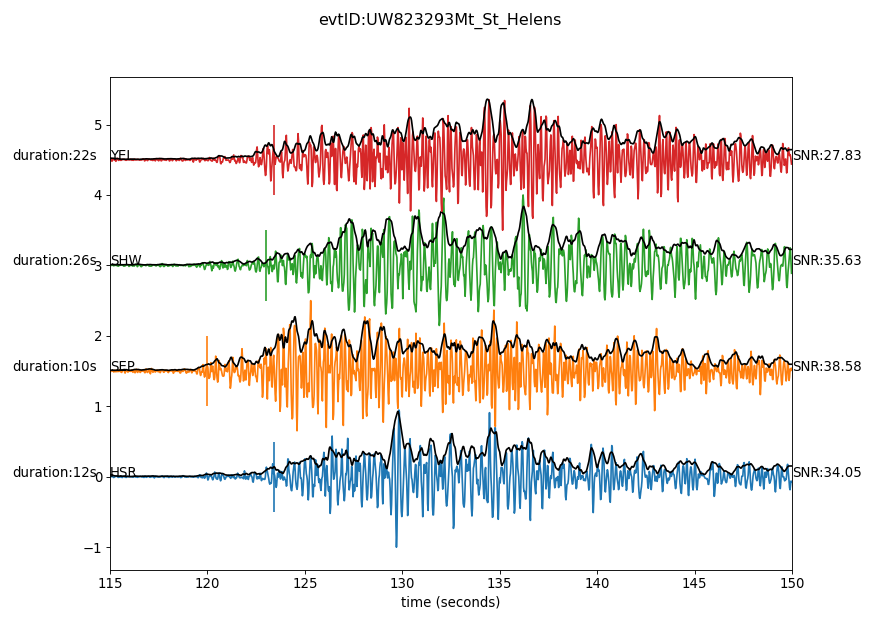 evtID:UW823293Mt_St_Helens
5
duration:22s YEL SNR:27.83
4
duration:26s SHW SNR:35.63
3
2
duration:10s SEP SNR:38.58
1
duration:12s HSR SNR:34.05
0
−1
115 120 125 130 135 140 145 150
time (seconds)